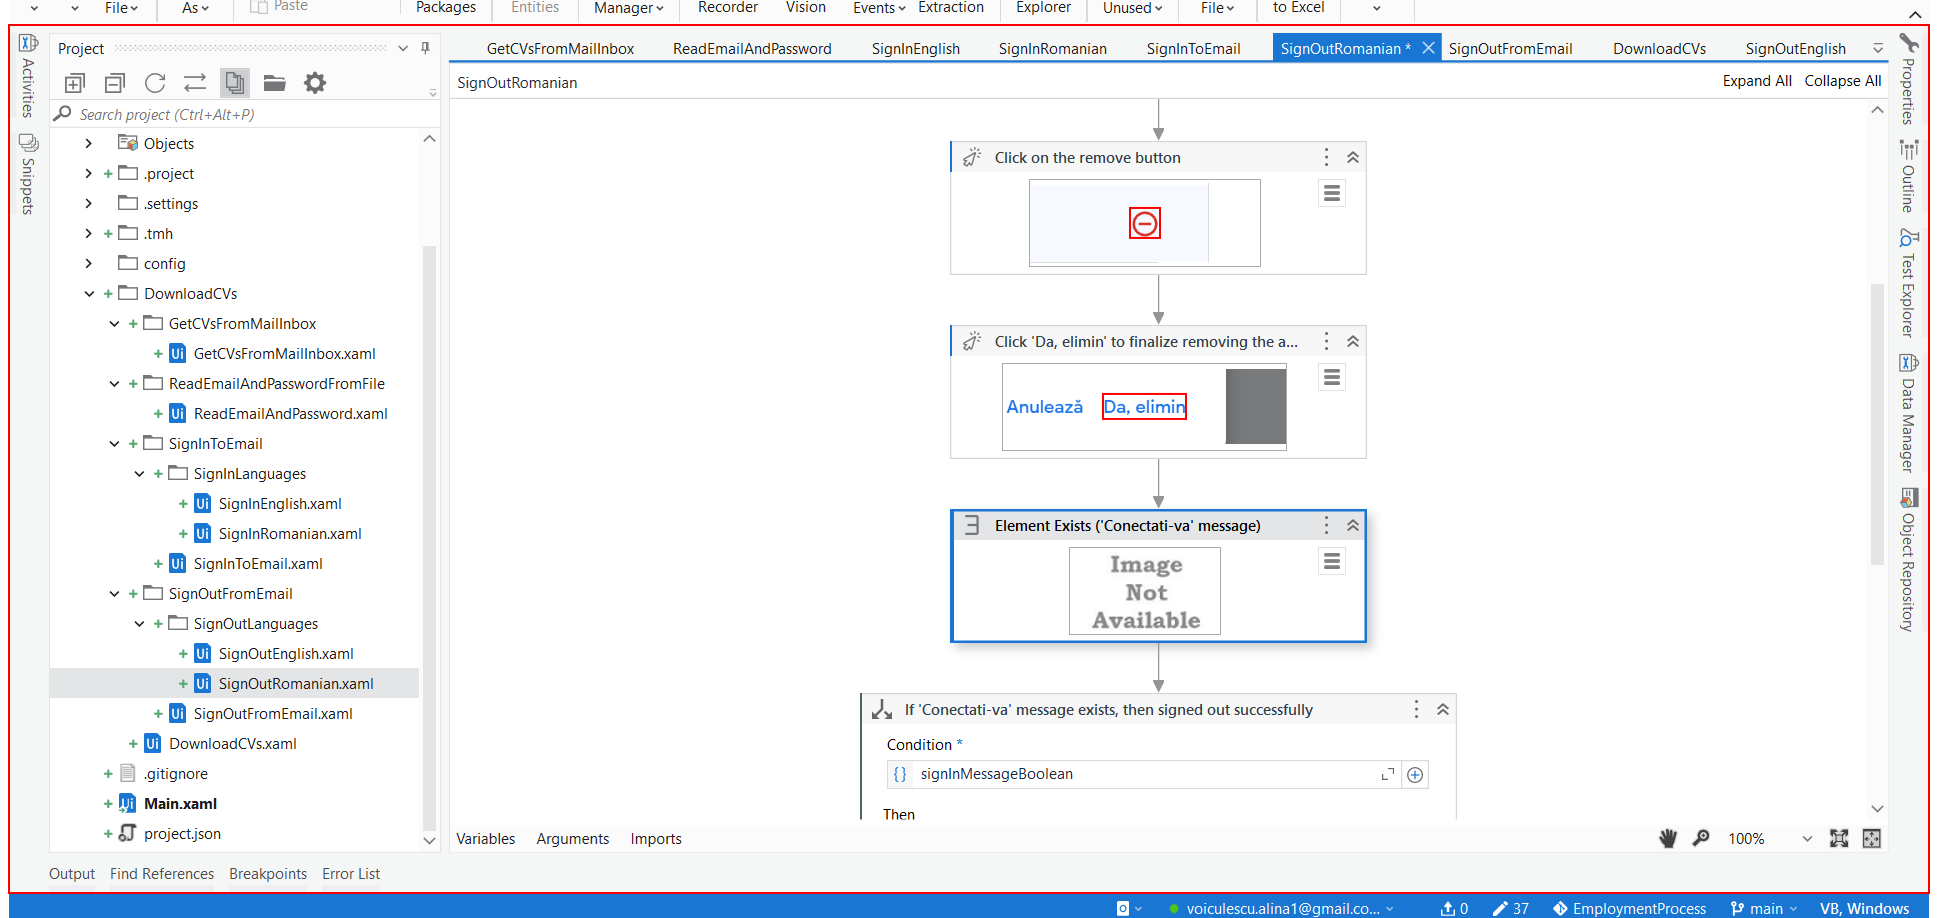 File As Paste Packages Entities Manager Recorder Vision Events Extraction Explorer Unused File to Excel
Activities
Snippets
Project
Search project (Ctrl+Alt+P)
Objects
.project
.settings
.tmh
config
DownloadCVs
GetCVsFromMailInbox
GetCVsFromMailInbox.xaml
ReadEmailAndPasswordFromFile
ReadEmailAndPassword.xaml
SignInToEmail
SignInLanguages
SignInEnglish.xaml
SignInRomanian.xaml
SignInToEmail.xaml
SignOutFromEmail
SignOutLanguages
SignOutEnglish.xaml
SignOutRomanian.xaml
SignOutFromEmail.xaml
DownloadCVs.xaml
.gitignore
Main.xaml
project.json
GetCVsFromMailInbox ReadEmailAndPassword SignInEnglish SignInRomanian SignInToEmail SignOutRomanian * SignOutFromEmail DownloadCVs SignOutEnglish
SignOutRomanian Expand All Collapse All
Click on the remove button
Click 'Da, elimin' to finalize removing the a...
Anulează Da, elimin
Element Exists ('Conectati-va' message)
Image
Not
Available
If 'Conectati-va' message exists, then signed out successfully
Condition *
{} signInMessageBoolean
Then
Variables Arguments Imports 100%
Properties
Outline
Test Explorer
Data Manager
Object Repository
Output Find References Breakpoints Error List
voiculescu.alina1@gmail.co... 0 37 EmploymentProcess main VB, Windows